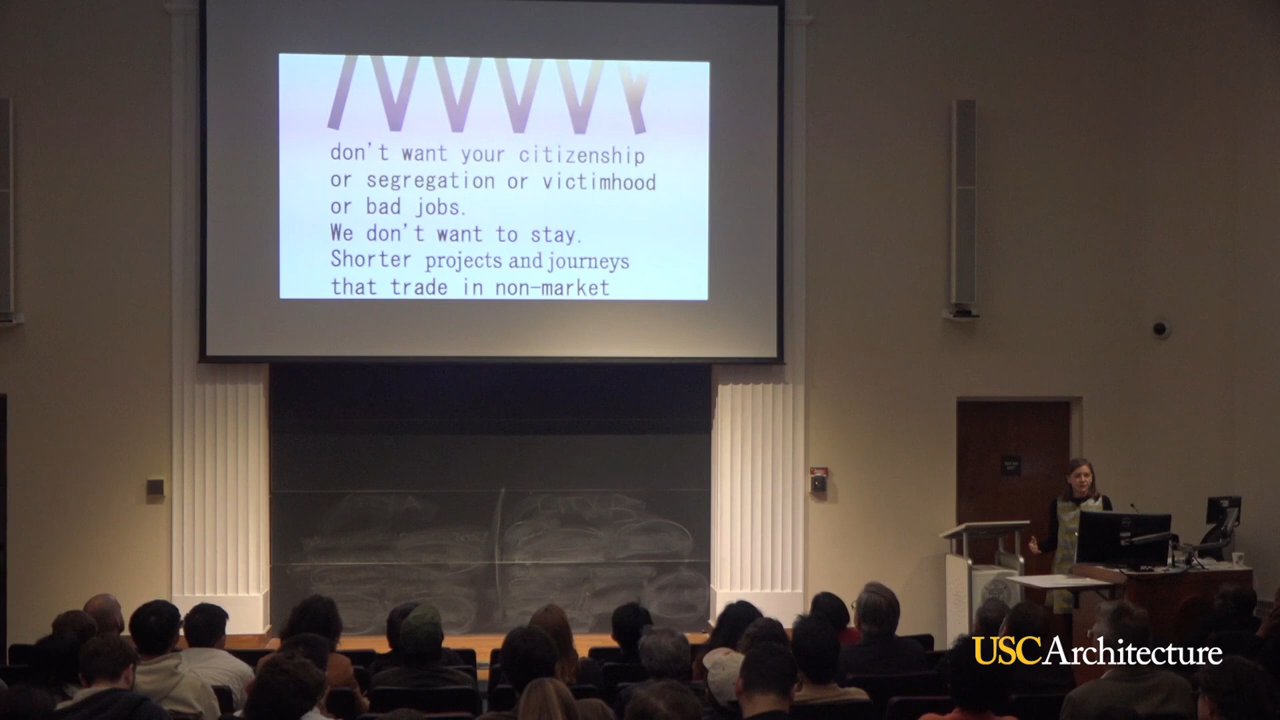 don't want your citizenship
or segregation or victimhood
or bad jobs.
We don't want to stay.
Shorter projects and journeys
that trade in non-market
USCArchitecture